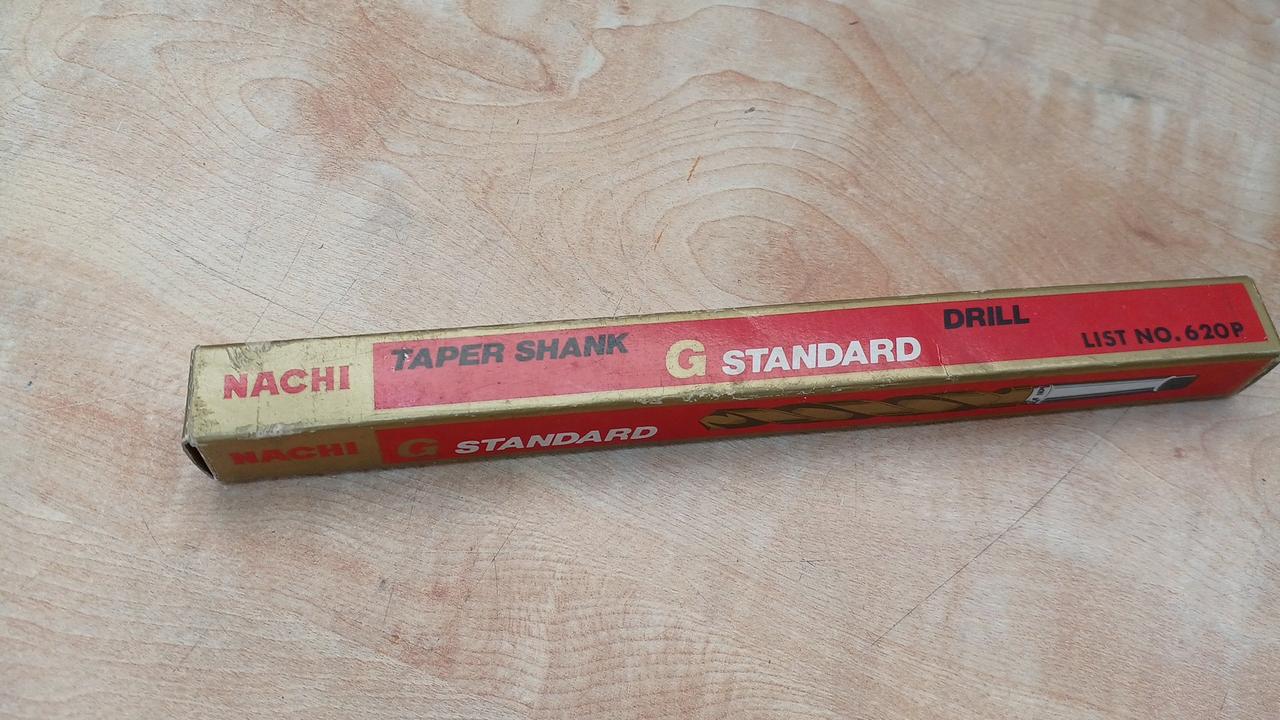 NACHI
TAPER SHANK
G STANDARD
DRILL
LIST NO. 620P
NACHI
G STANDARD